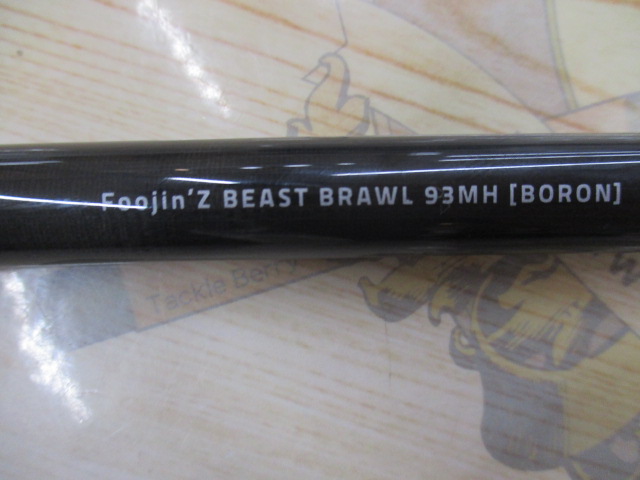 Foojin'Z BEAST BRAWL 93MH [BORON]
Tackle Berry